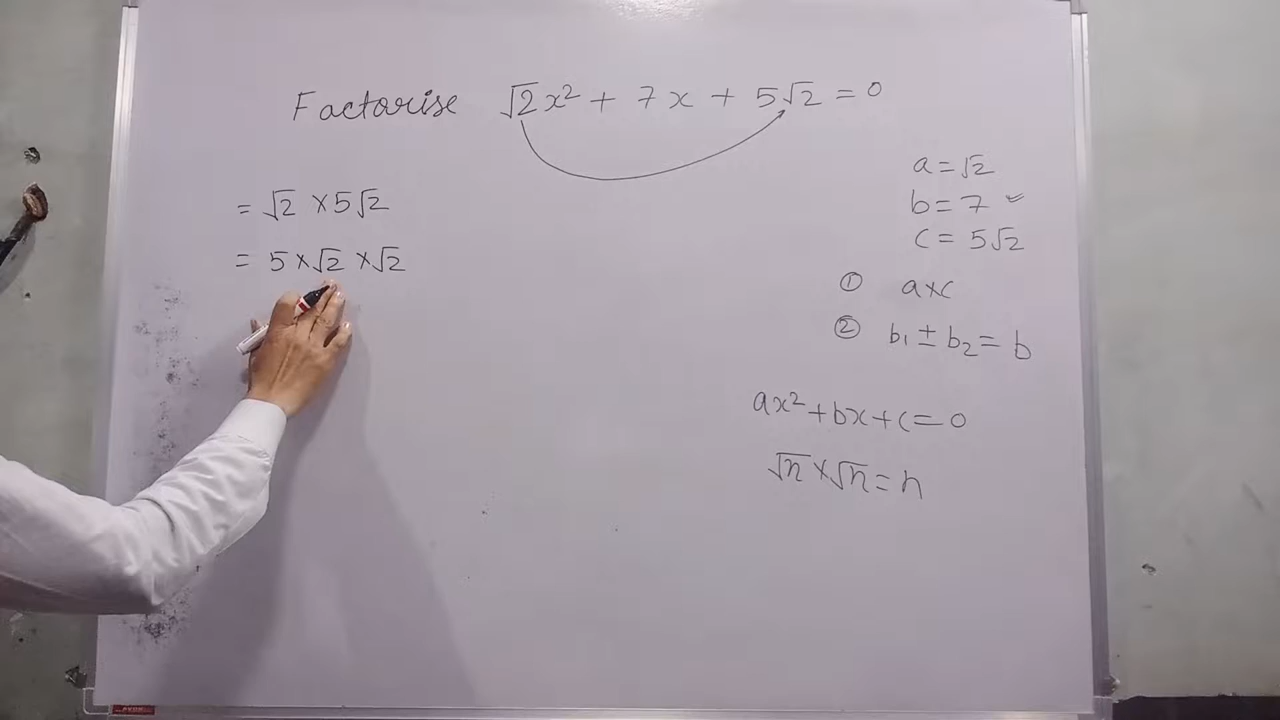 Factorise √2x² + 7x + 5√2 = 0
= √2 × 5√2
= 5 × √2 × √2
a = √2
b = 7 ✓
c = 5√2
① a×c
② b₁ ± b₂ = b
ax² + bx + c = 0
√n × √n = n